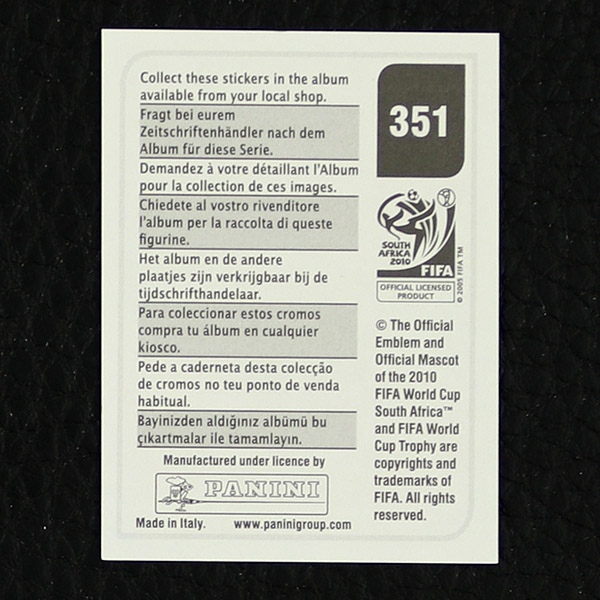 Collect these stickers in the album
available from your local shop.
Fragt bei eurem
Zeitschriftenhändler nach dem
Album für diese Serie.
Demandez à votre détaillant l'Album
pour la collection de ces images.
Chiedete al vostro rivenditore
l'album per la raccolta di queste
figurine.
Het album en de andere
plaatjes zijn verkrijgbaar bij de
tijdschrifthandelaar.
Para coleccionar estos cromos
compra tu álbum en cualquier
kiosco.
Pede a caderneta desta colecção
de cromos no teu ponto de venda
habitual.
Bayinizden aldığınız albümü bu
çıkartmalar ile tamamlayın.
Manufactured under licence by
PANINI
Made in Italy. www.paninigroup.com
351
SOUTH
AFRICA
2010
FIFA
OFFICIAL LICENSED
PRODUCT
© 2005 FIFA TM
© The Official
Emblem and
Official Mascot
of the 2010
FIFA World Cup
South Africa™
and FIFA World
Cup Trophy are
copyrights and
trademarks of
FIFA. All rights
reserved.